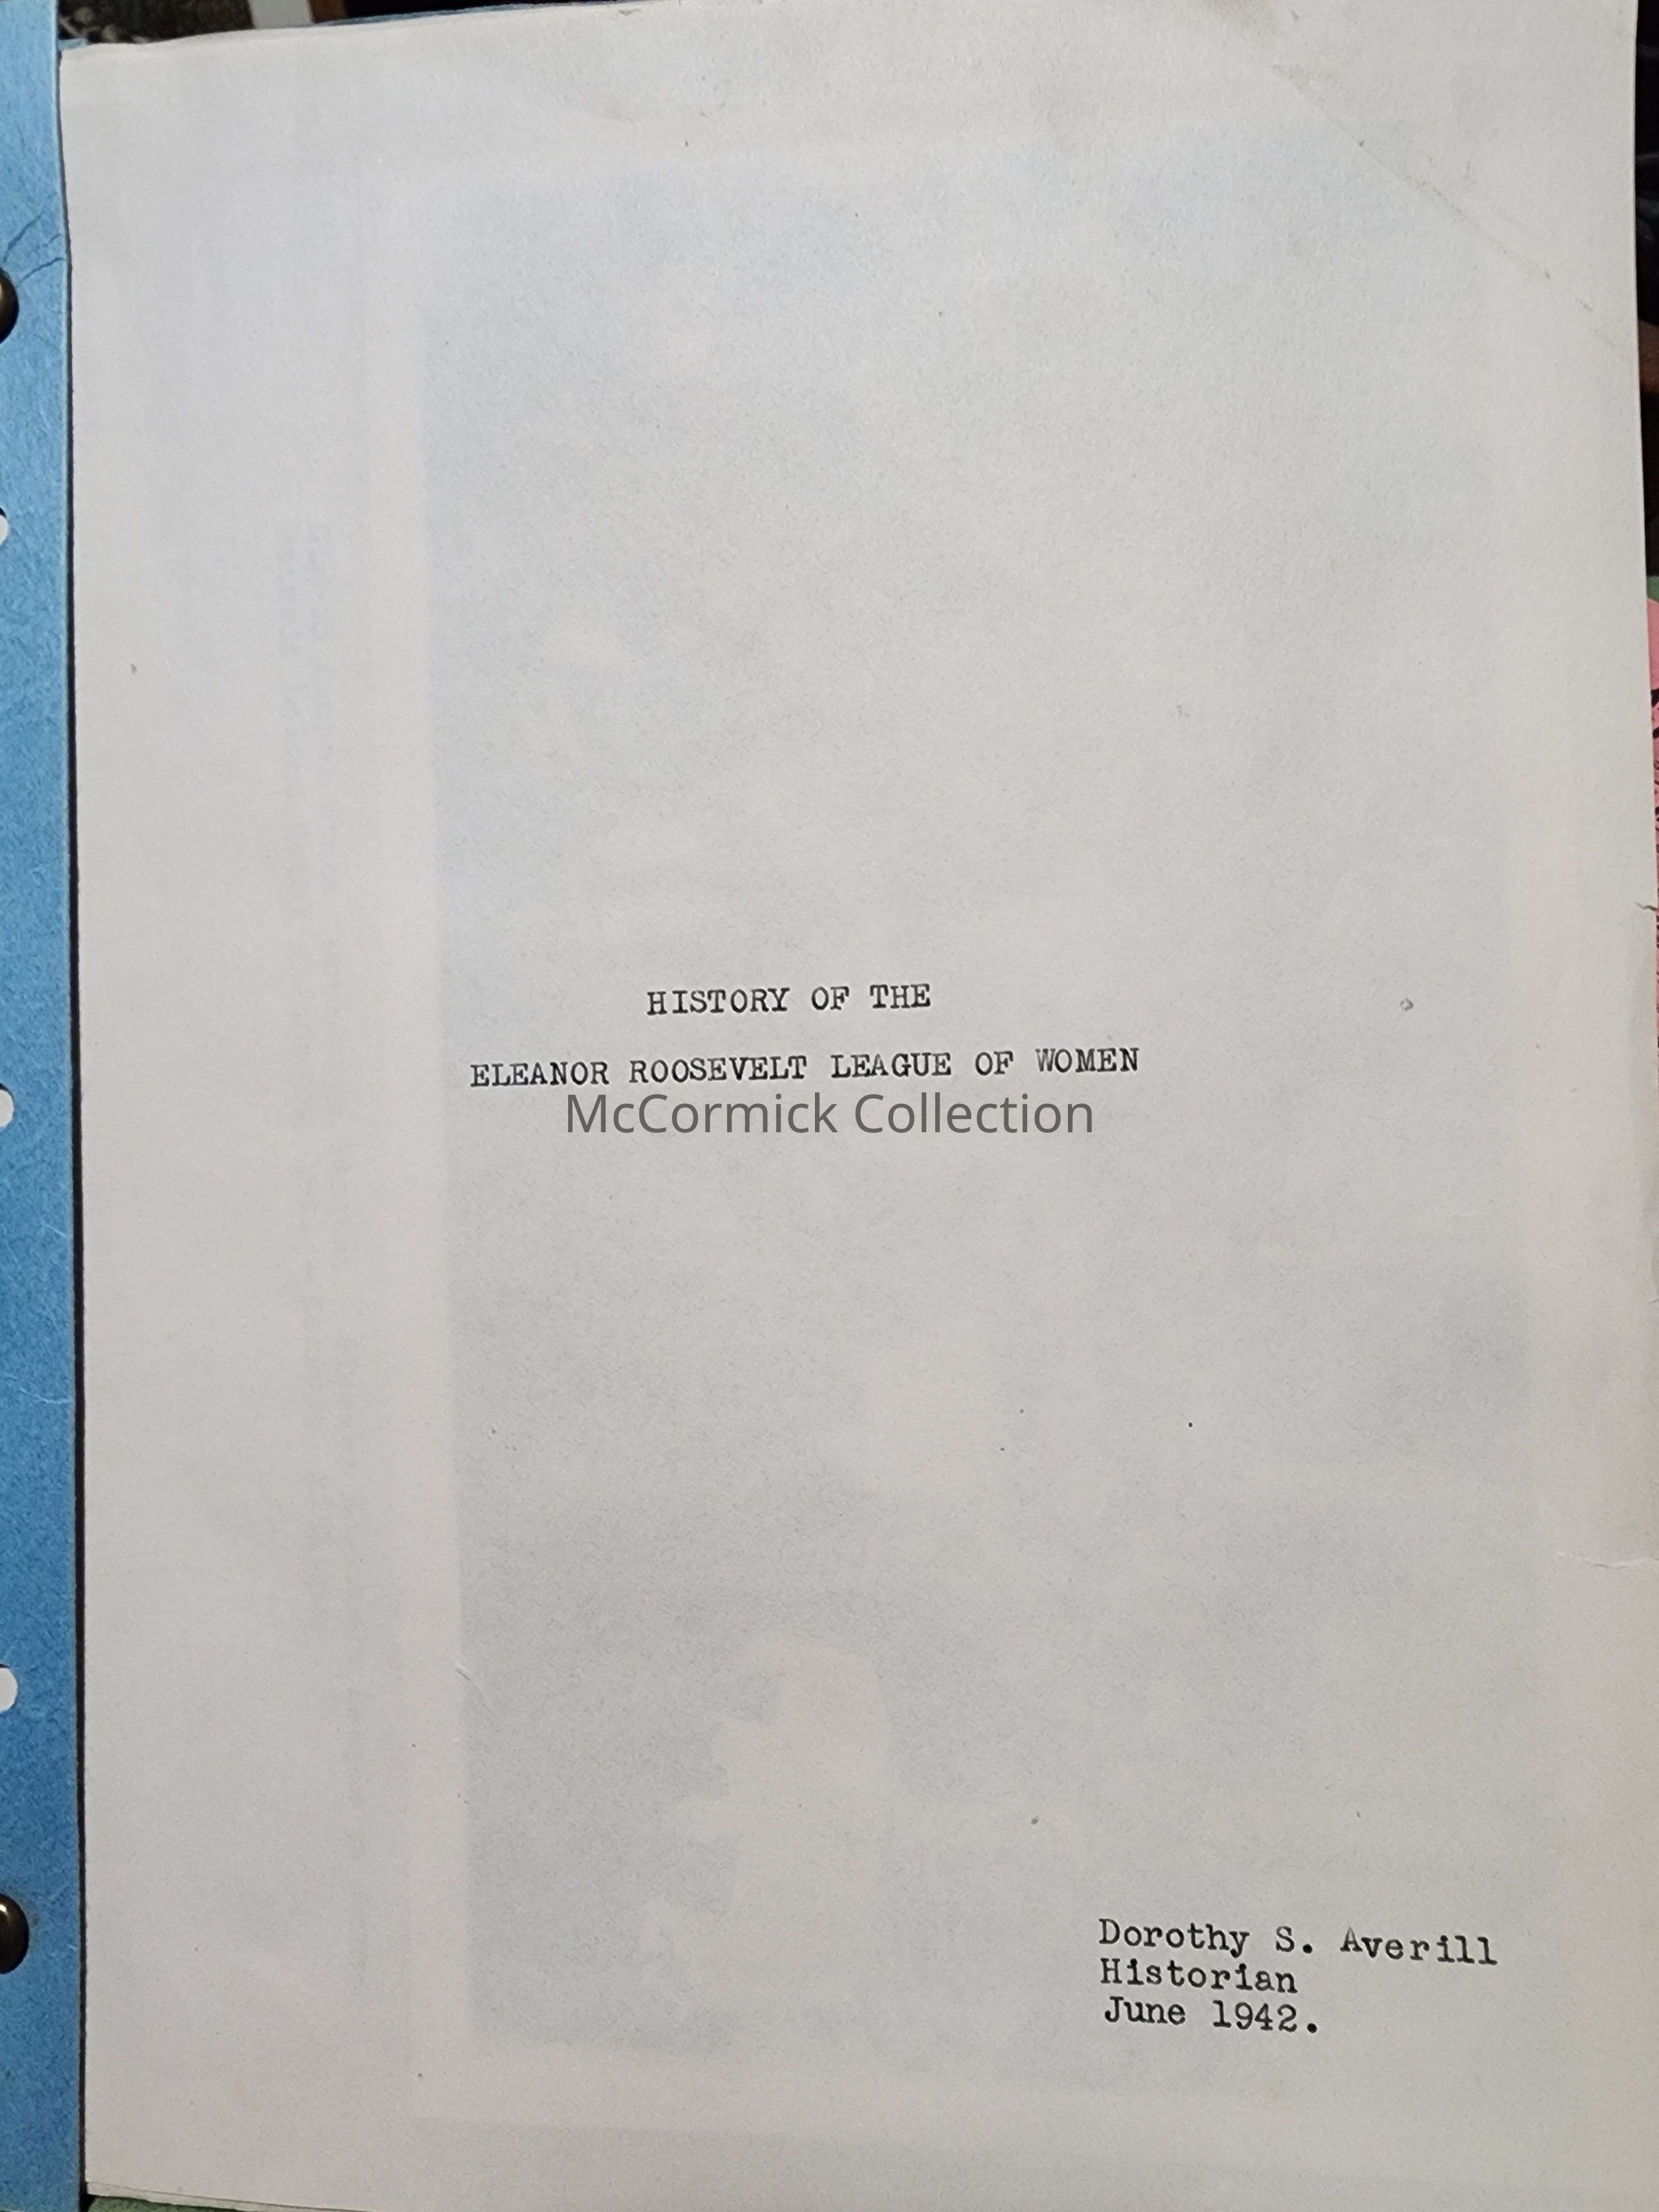 HISTORY OF THE
ELEANOR ROOSEVELT LEAGUE OF WOMEN
McCormick Collection
Dorothy S. Averill
Historian
June 1942.